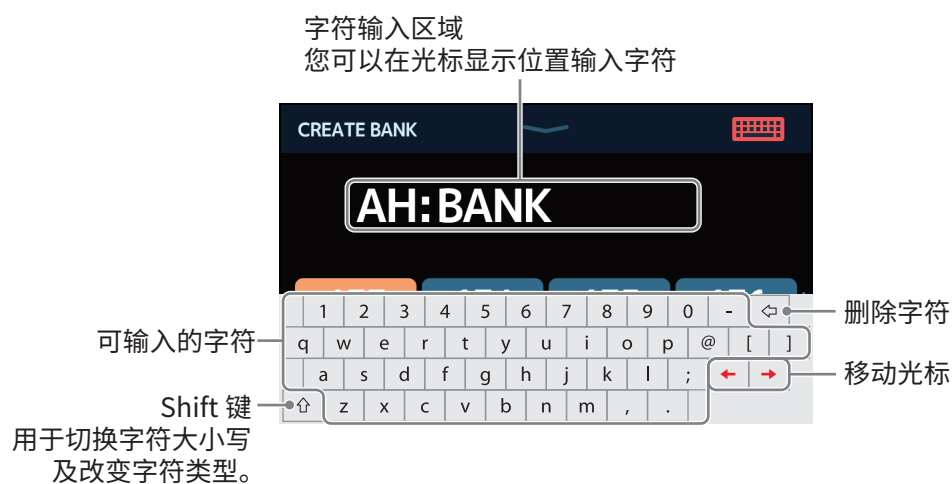 字符输入区域
您可以在光标显示位置输入字符
CREATE BANK
AH:BANK
1 2 3 4 5 6 7 8 9 0 -
删除字符
可输入的字符
q w e r t y u i o p @ [ ]
a s d f g h j k l ;
移动光标
Shift 键
用于切换字符大小写
及改变字符类型。
z x c v b n m , .